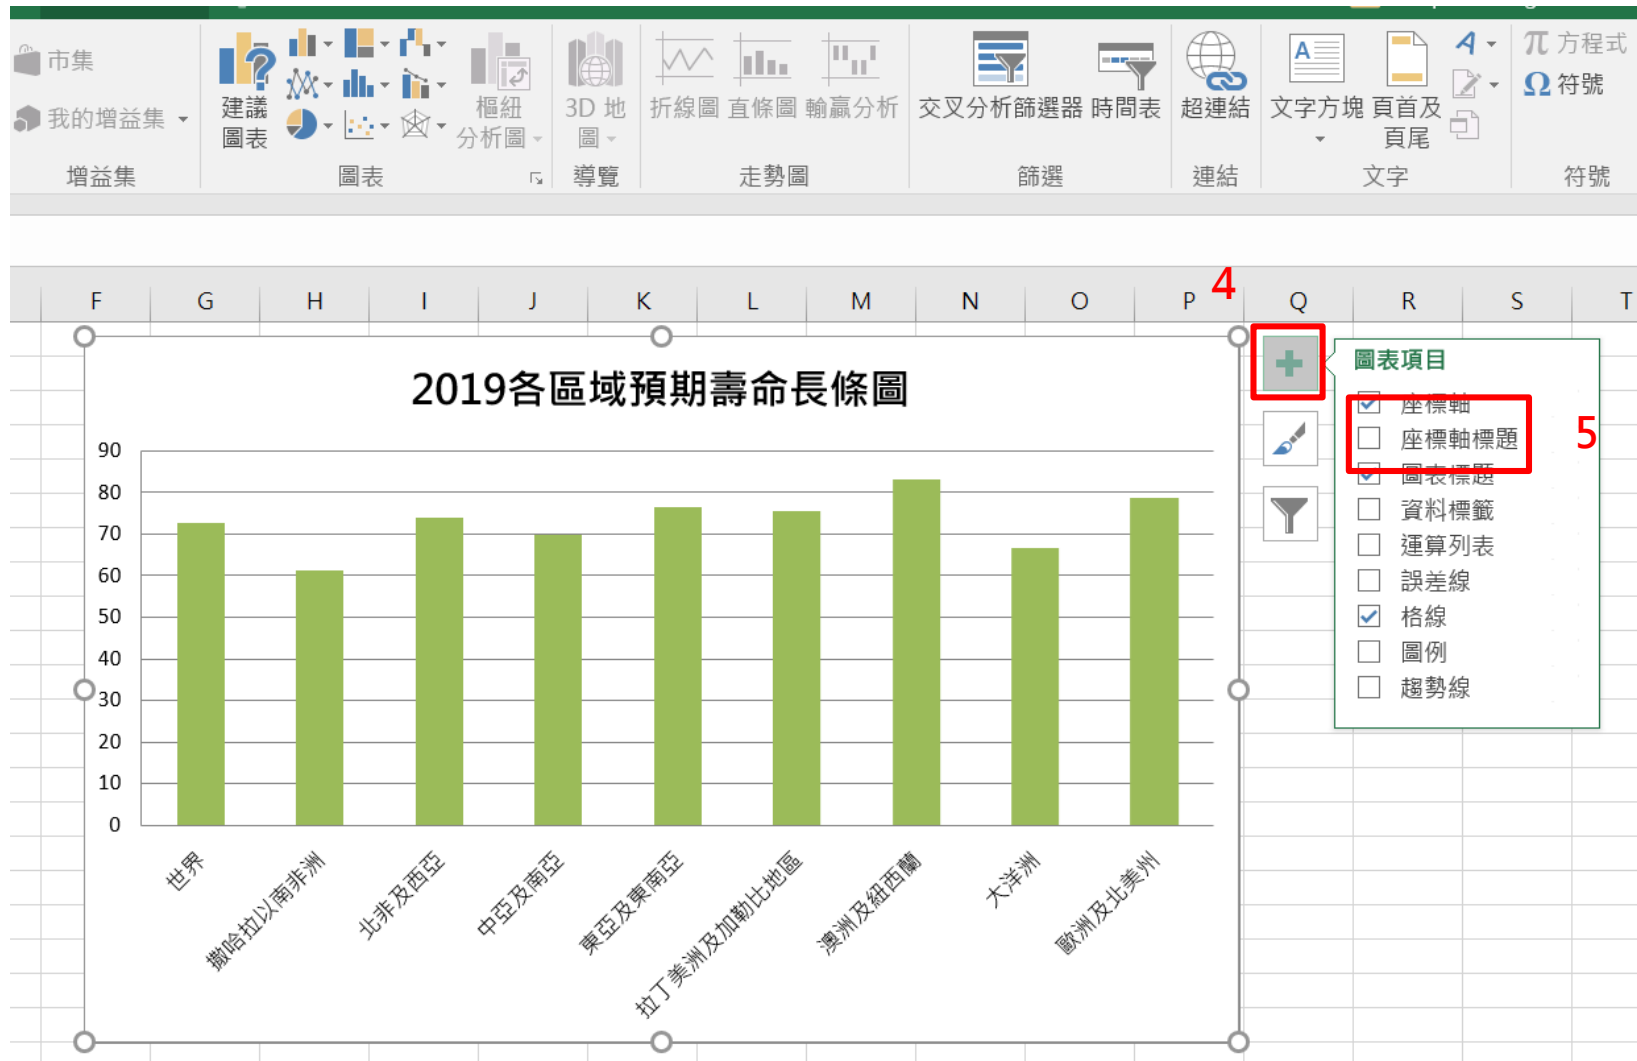 市集
我的增益集
增益集
建議
圖表
圖表
樞紐
分析圖
3D 地
圖
導覽
折線圖 直條圖 輸贏分析
走勢圖
交叉分析篩選器 時間表
篩選
超連結
連結
文字方塊 頁首及
頁尾
文字
π 方程式
Ω 符號
符號
F G H I J K L M N O P 4 Q R S T
2019各區域預期壽命長條圖
90
80
70
60
50
40
30
20
10
0
世界
撒哈拉以南非洲
北非及西亞
中亞及南亞
東亞及東南亞
拉丁美洲及加勒比地區
澳洲及紐西蘭
大洋洲
歐洲及北美州
圖表項目
座標軸
座標軸標題
5
圖表標題
資料標籤
運算列表
誤差線
格線
圖例
趨勢線